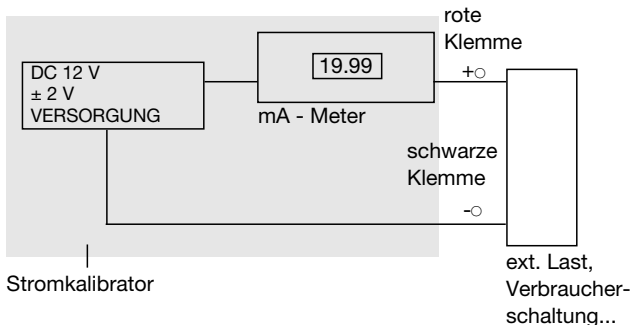 rote
Klemme
19.99
+○
DC 12 V
± 2 V
VERSORGUNG
mA - Meter
schwarze
Klemme
-○
Stromkalibrator
ext. Last,
Verbraucher-
schaltung...